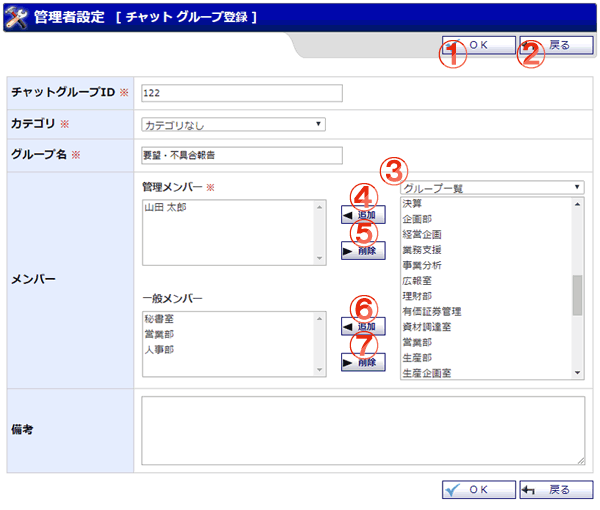 管理者設定 [ チャット グループ登録 ]
① OK ② 戻る
チャットグループID ※ 122
カテゴリ ※ カテゴリなし
グループ名 ※ 要望・不具合報告
③
メンバー
管理メンバー ※
山田 太郎
④ 追加
⑤ 削除
一般メンバー
秘書室
営業部
人事部
⑥ 追加
⑦ 削除
グループ一覧
決算
企画部
経営企画
業務支援
事業分析
広報室
理財部
有価証券管理
資材調達室
営業部
生産部
生産企画室
備考
OK 戻る